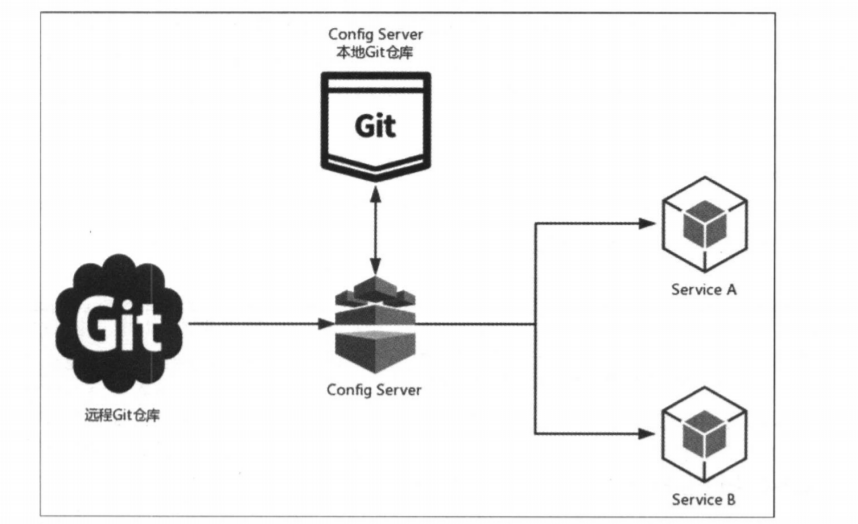 Config Server
本地Git仓库
Git
Service A
Git
Config Server
远程Git仓库
Service B